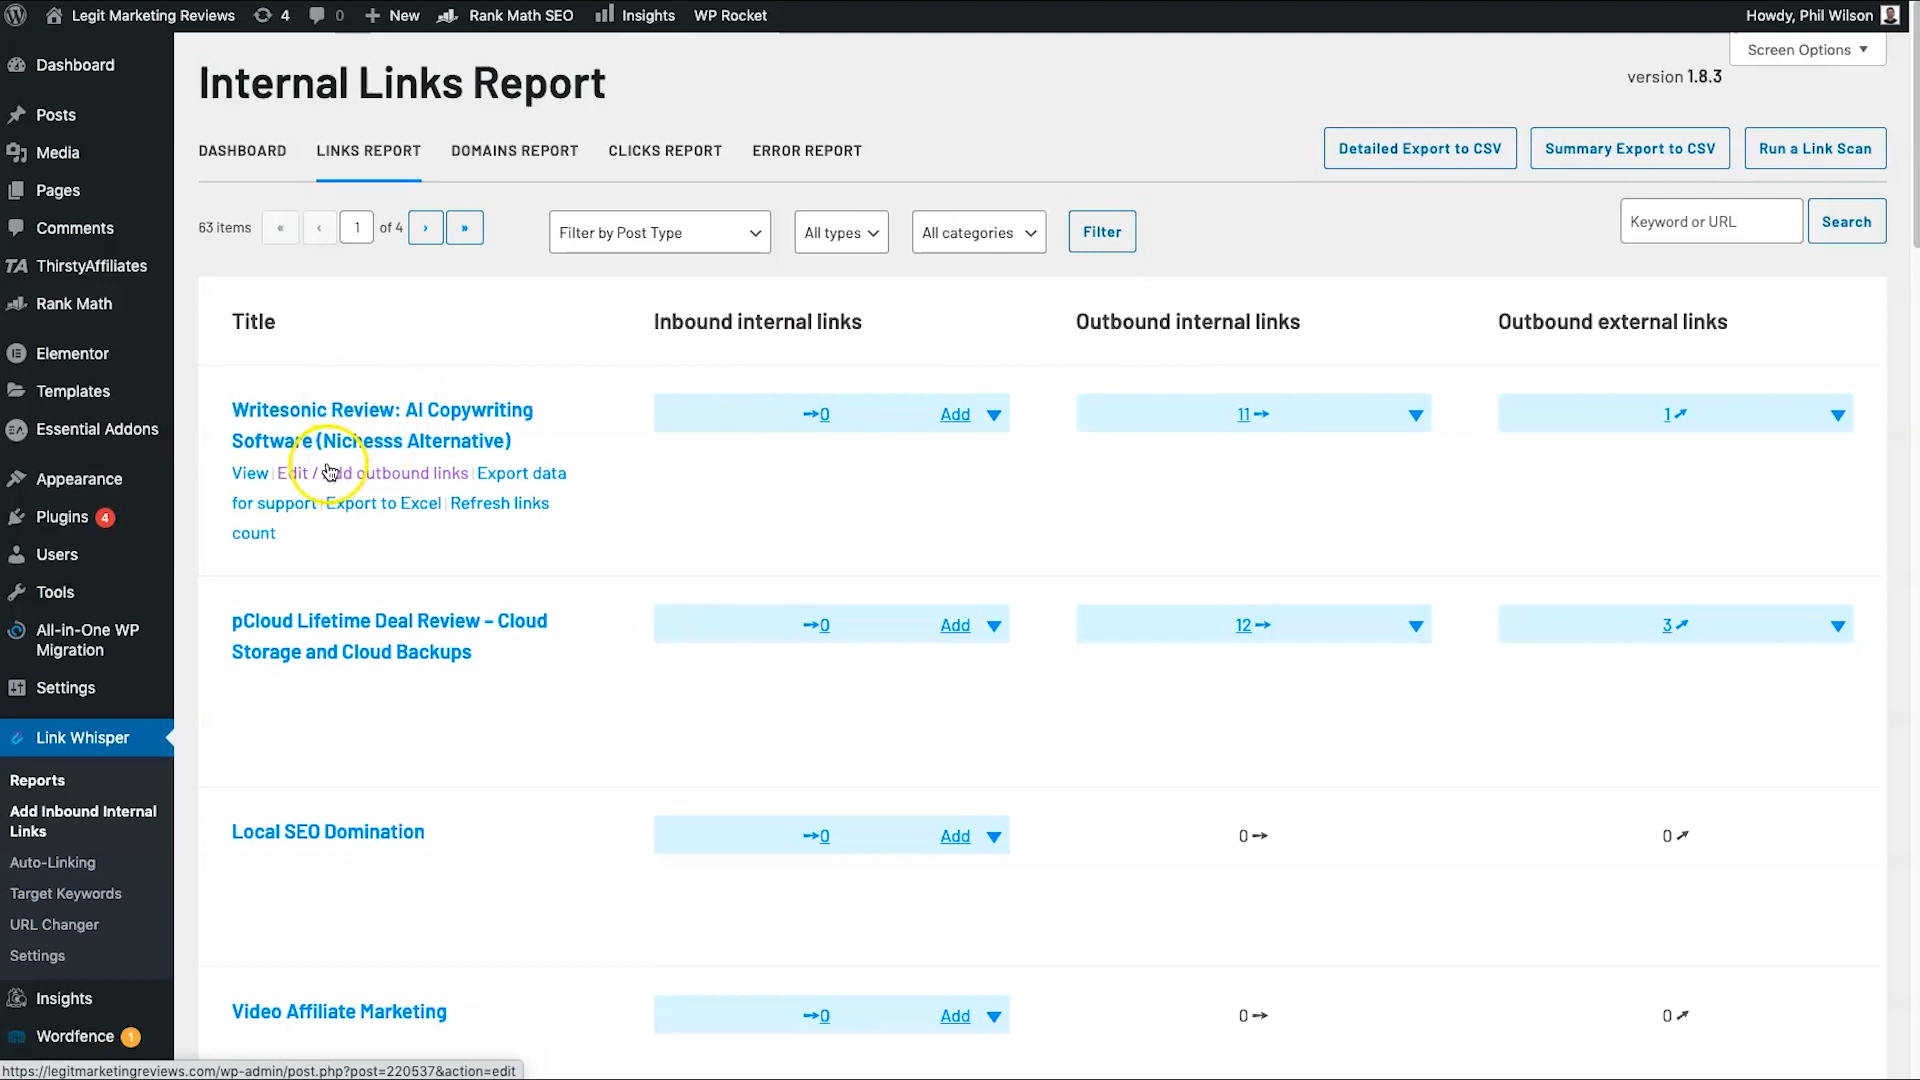 Legit Marketing Reviews 4 0 New Rank Math SEO Insights WP Rocket Howdy, Phil Wilson
Screen Options
Internal Links Report
version 1.8.3
DASHBOARD LINKS REPORT DOMAINS REPORT CLICKS REPORT ERROR REPORT
Detailed Export to CSV Summary Export to CSV Run a Link Scan
63 items « ‹ 1 of 4 › » Filter by Post Type All types All categories Filter Keyword or URL Search
Title Inbound internal links Outbound internal links Outbound external links
Writesonic Review: AI Copywriting
Software (Nichesss Alternative)
View | Edit / Add outbound links | Export data
for support | Export to Excel | Refresh links
count
0 Add 11 1
pCloud Lifetime Deal Review – Cloud
Storage and Cloud Backups
0 Add 12 3
Local SEO Domination
0 Add 0 0
Video Affiliate Marketing
0 Add 0 0
Dashboard
Posts
Media
Pages
Comments
TA ThirstyAffiliates
Rank Math
Elementor
Templates
Essential Addons
Appearance
Plugins 4
Users
Tools
All-in-One WP
Migration
Settings
Link Whisper
Reports
Add Inbound Internal
Links
Auto-Linking
Target Keywords
URL Changer
Settings
Insights
Wordfence 1
https://legitmarketingreviews.com/wp-admin/post.php?post=220537&action=edit